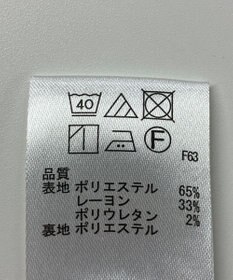 40
F
F63
品質
表地 ポリエステル 65%
レーヨン 33%
ポリウレタン 2%
裏地 ポリエステル